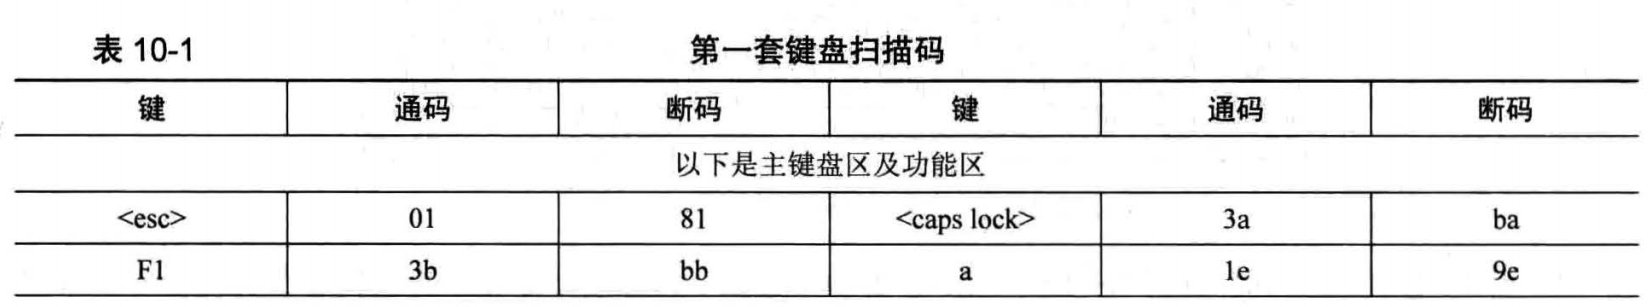 表 10-1 第一套键盘扫描码
键 通码 断码 键 通码 断码
以下是主键盘区及功能区
<esc> 01 81 <caps lock> 3a ba
F1 3b bb a 1e 9e